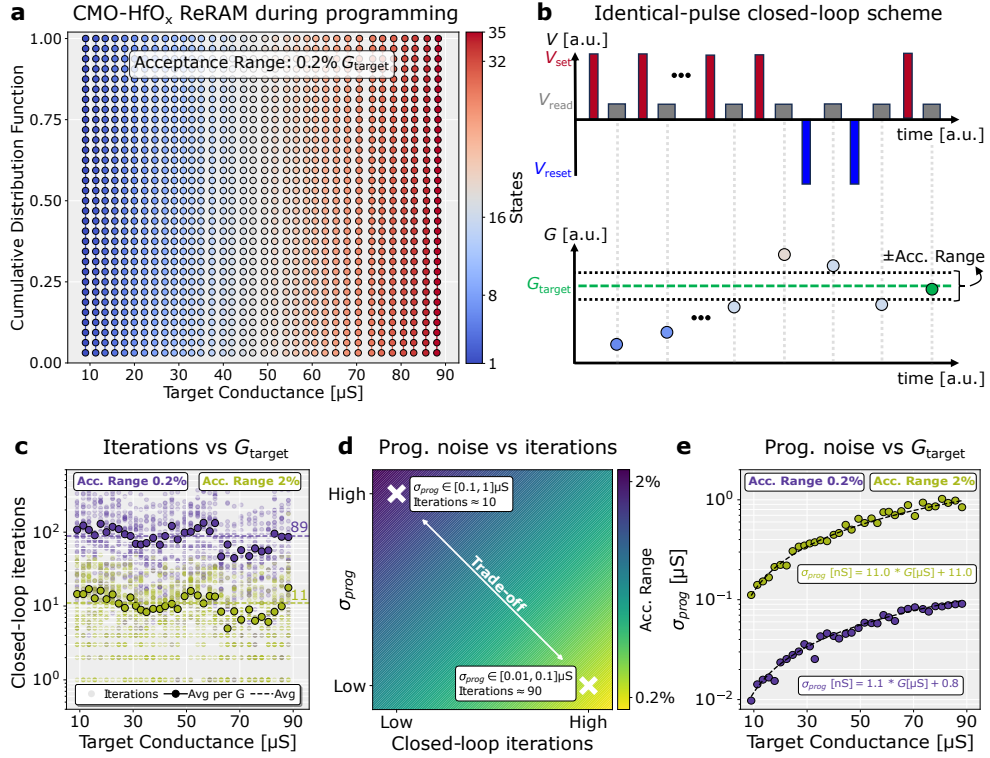 a
CMO-HfOx ReRAM during programming
Acceptance Range: 0.2% Gtarget
Cumulative Distribution Function
1.00
0.75
0.50
0.25
0.00
10 20 30 40 50 60 70 80 90
Target Conductance [μS]
35
32
16
8
1
States
b
Identical-pulse closed-loop scheme
V [a.u.]
Vset
Vread
Vreset
•••
time [a.u.]
G [a.u.]
Gtarget
±Acc. Range
•••
time [a.u.]
c
Iterations vs Gtarget
Acc. Range 0.2%
Acc. Range 2%
Closed-loop iterations
10²
10¹
10⁰
89
11
Iterations
Avg per G
Avg
10 20 30 40 50 60 70 80 90
Target Conductance [μS]
d
Prog. noise vs iterations
High
Low
σprog
σprog ∈ [0.1, 1]μS
Iterations ≈ 10
Trade-off
σprog ∈ [0.01, 0.1]μS
Iterations ≈ 90
Low
High
Closed-loop iterations
2%
0.2%
Acc. Range
e
Prog. noise vs Gtarget
Acc. Range 0.2%
Acc. Range 2%
σprog [μS]
10⁰
10⁻¹
10⁻²
σprog [nS] = 11.0 * G[μS] + 11.0
σprog [nS] = 1.1 * G[μS] + 0.8
10 20 30 40 50 60 70 80 90
Target Conductance [μS]